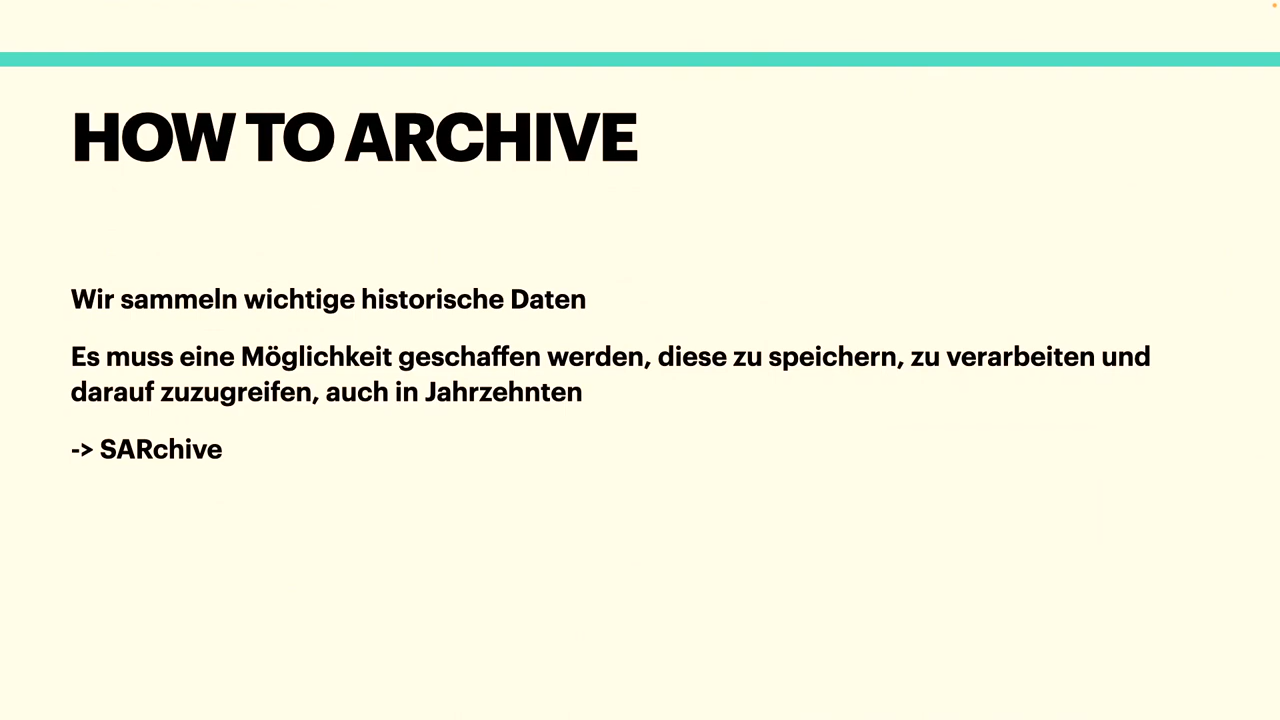 HOW TO ARCHIVE
Wir sammeln wichtige historische Daten
Es muss eine Möglichkeit geschaffen werden, diese zu speichern, zu verarbeiten und
darauf zuzugreifen, auch in Jahrzehnten
-> SARchive